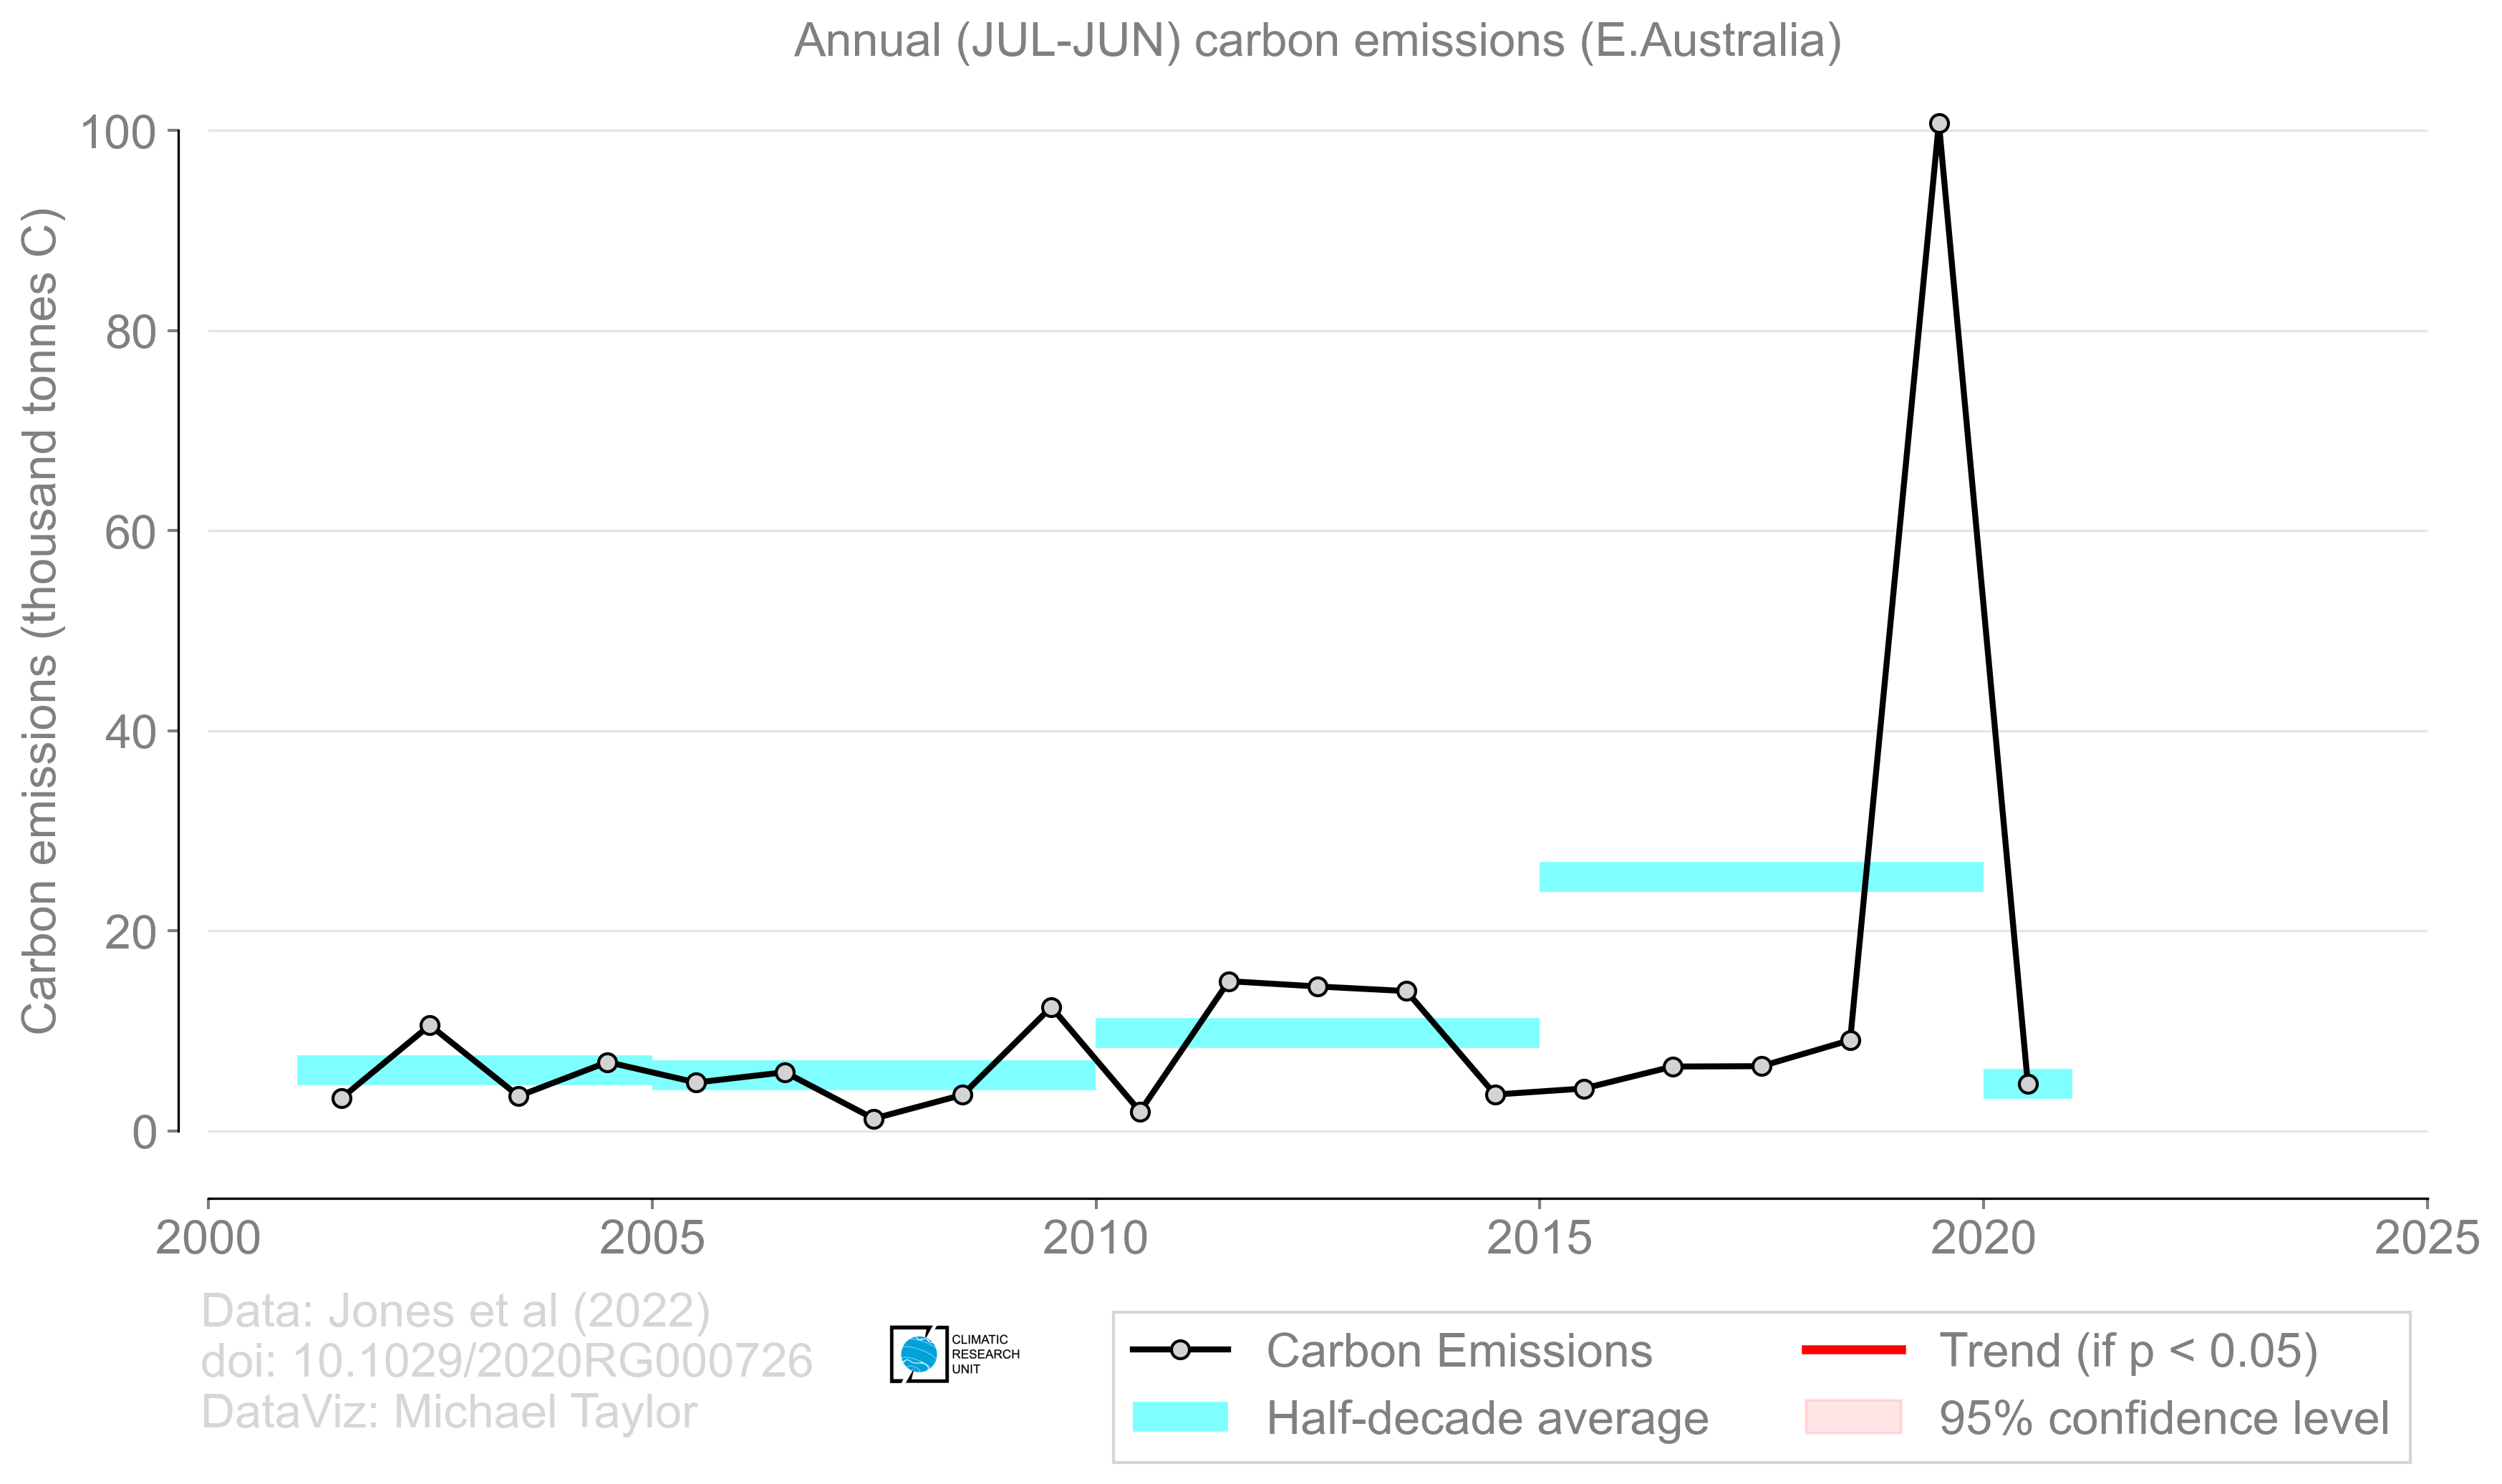 Annual (JUL-JUN) carbon emissions (E.Australia)
Carbon emissions (thousand tonnes C)
100
80
60
40
20
0
2000 2005 2010 2015 2020 2025
Data: Jones et al (2022)
doi: 10.1029/2020RG000726
DataViz: Michael Taylor
CLIMATIC
RESEARCH
UNIT
Carbon Emissions
Half-decade average
Trend (if p < 0.05)
95% confidence level